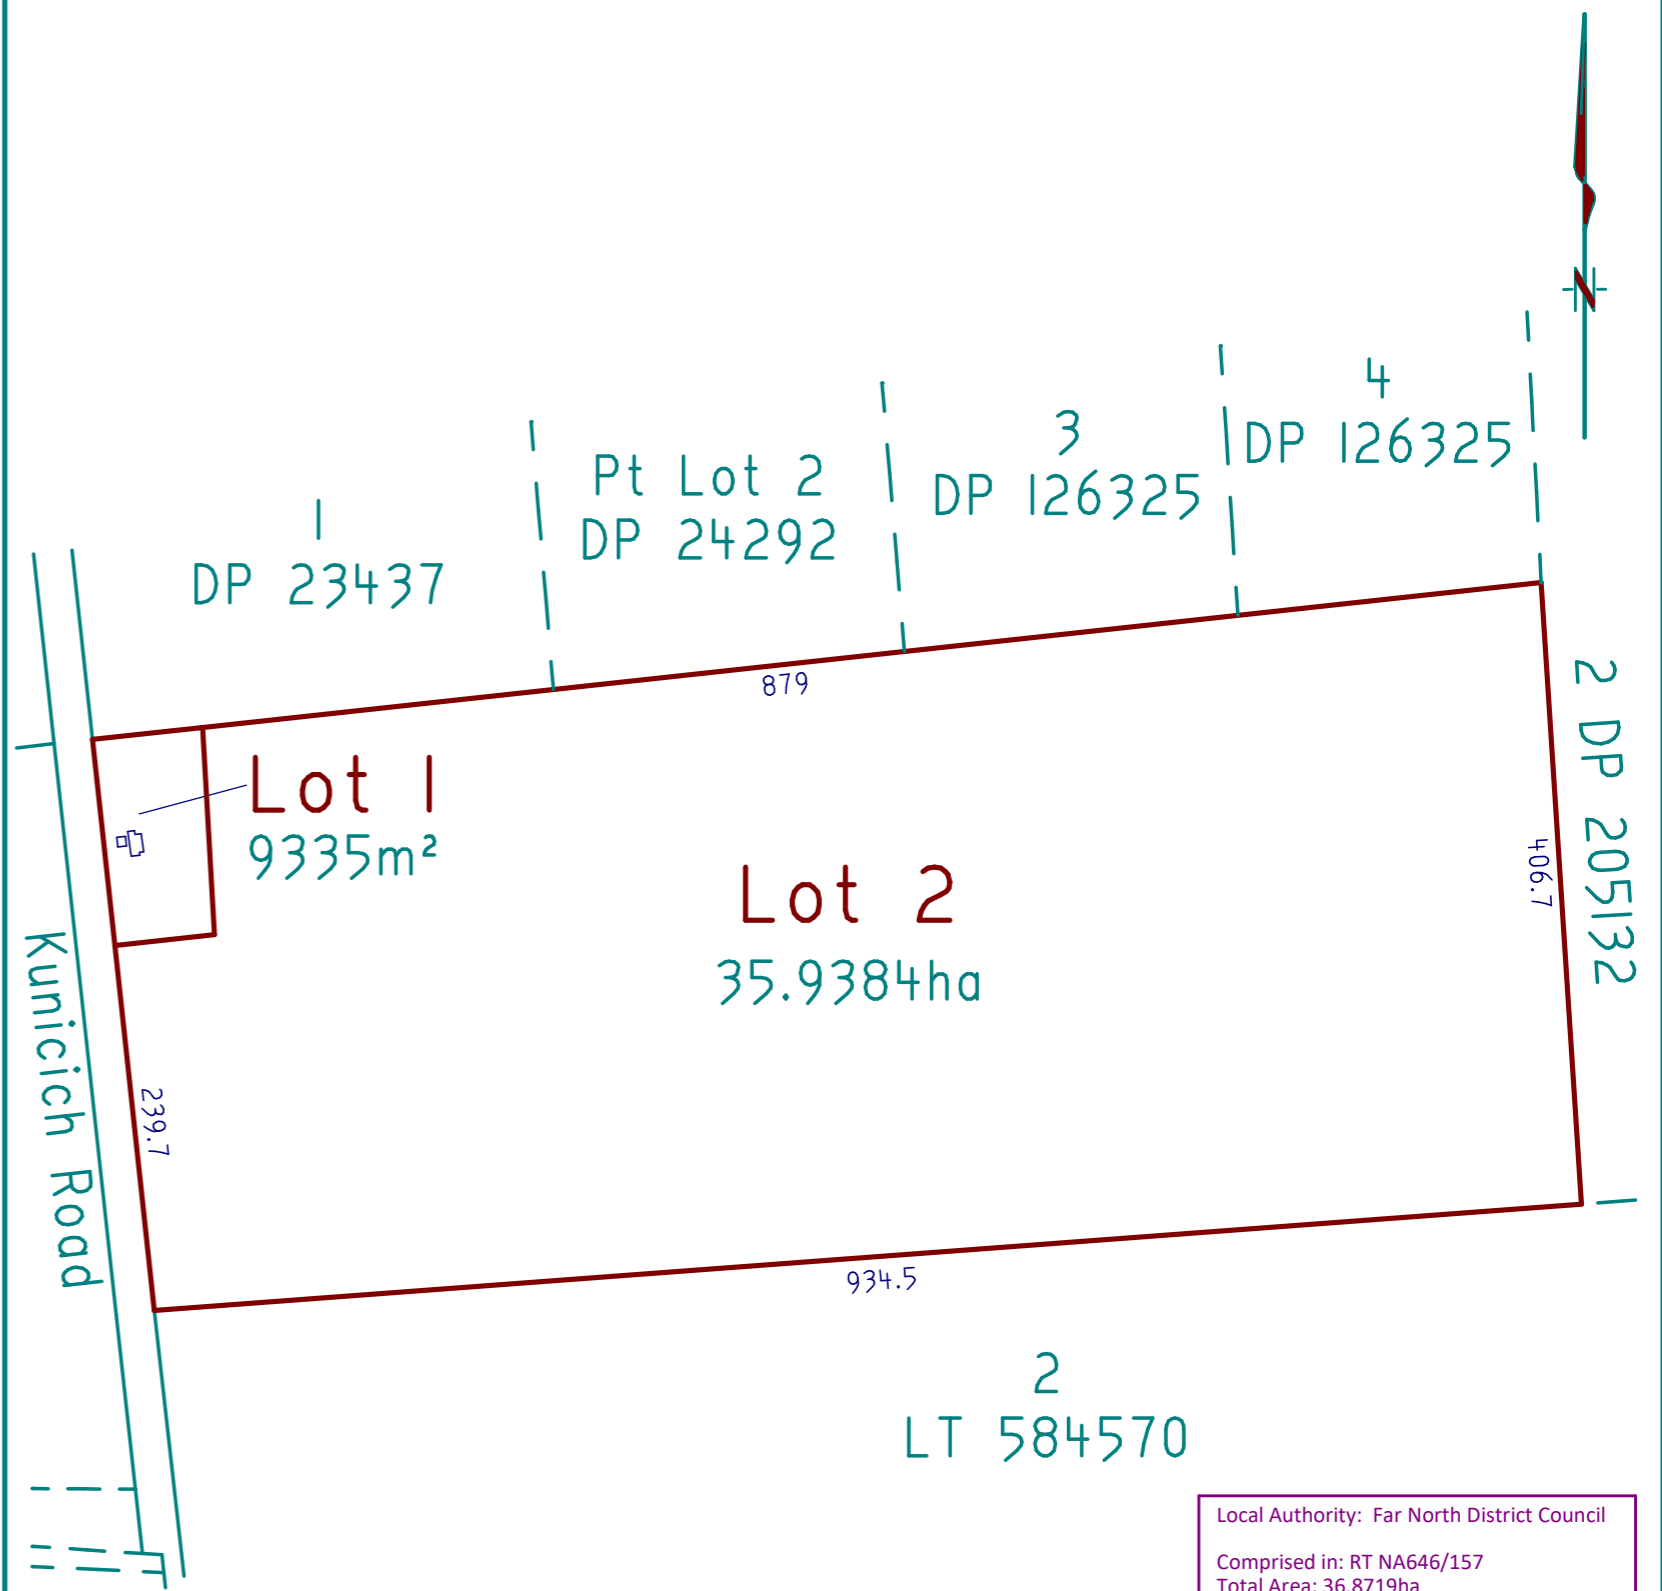 N
4
DP 126325
3
DP 126325
Pt Lot 2
DP 24292
1
DP 23437
879
2 DP 205132
Lot 1
9335m²
406.7
Lot 2
35.9384ha
Kunicich Road
239.7
934.5
2
LT 584570
Local Authority: Far North District Council
Comprised in: RT NA646/157
Total Area: 36.8719ha